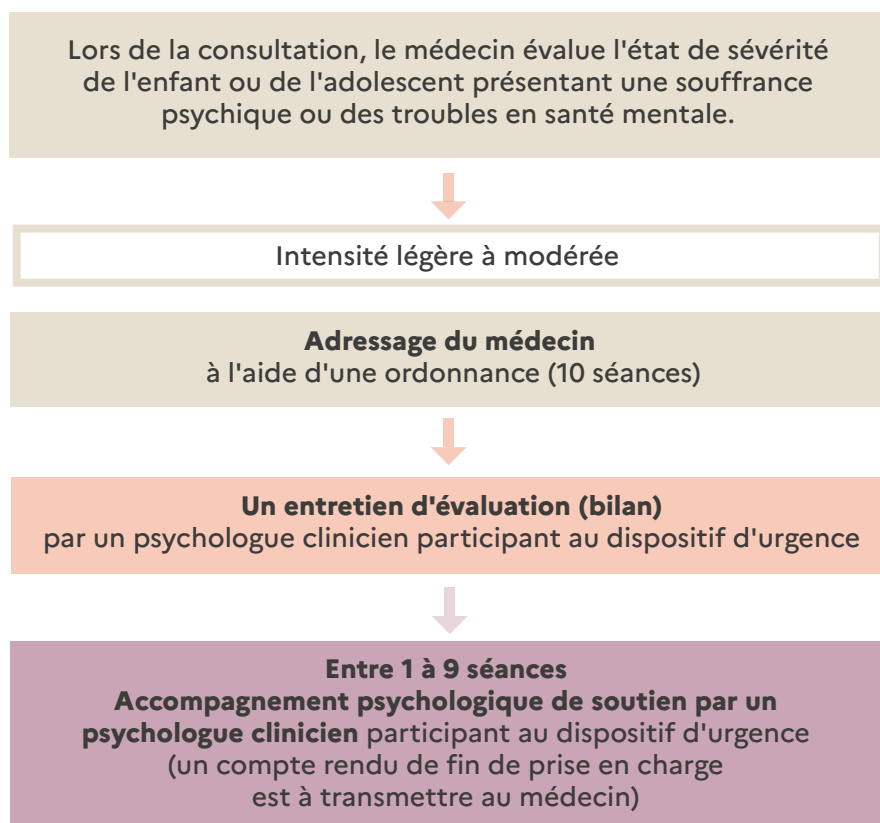 Lors de la consultation, le médecin évalue l'état de sévérité
de l'enfant ou de l'adolescent présentant une souffrance
psychique ou des troubles en santé mentale.
Intensité légère à modérée
Adressage du médecin
à l'aide d'une ordonnance (10 séances)
Un entretien d'évaluation (bilan)
par un psychologue clinicien participant au dispositif d'urgence
Entre 1 à 9 séances
Accompagnement psychologique de soutien par un
psychologue clinicien participant au dispositif d'urgence
(un compte rendu de fin de prise en charge
est à transmettre au médecin)